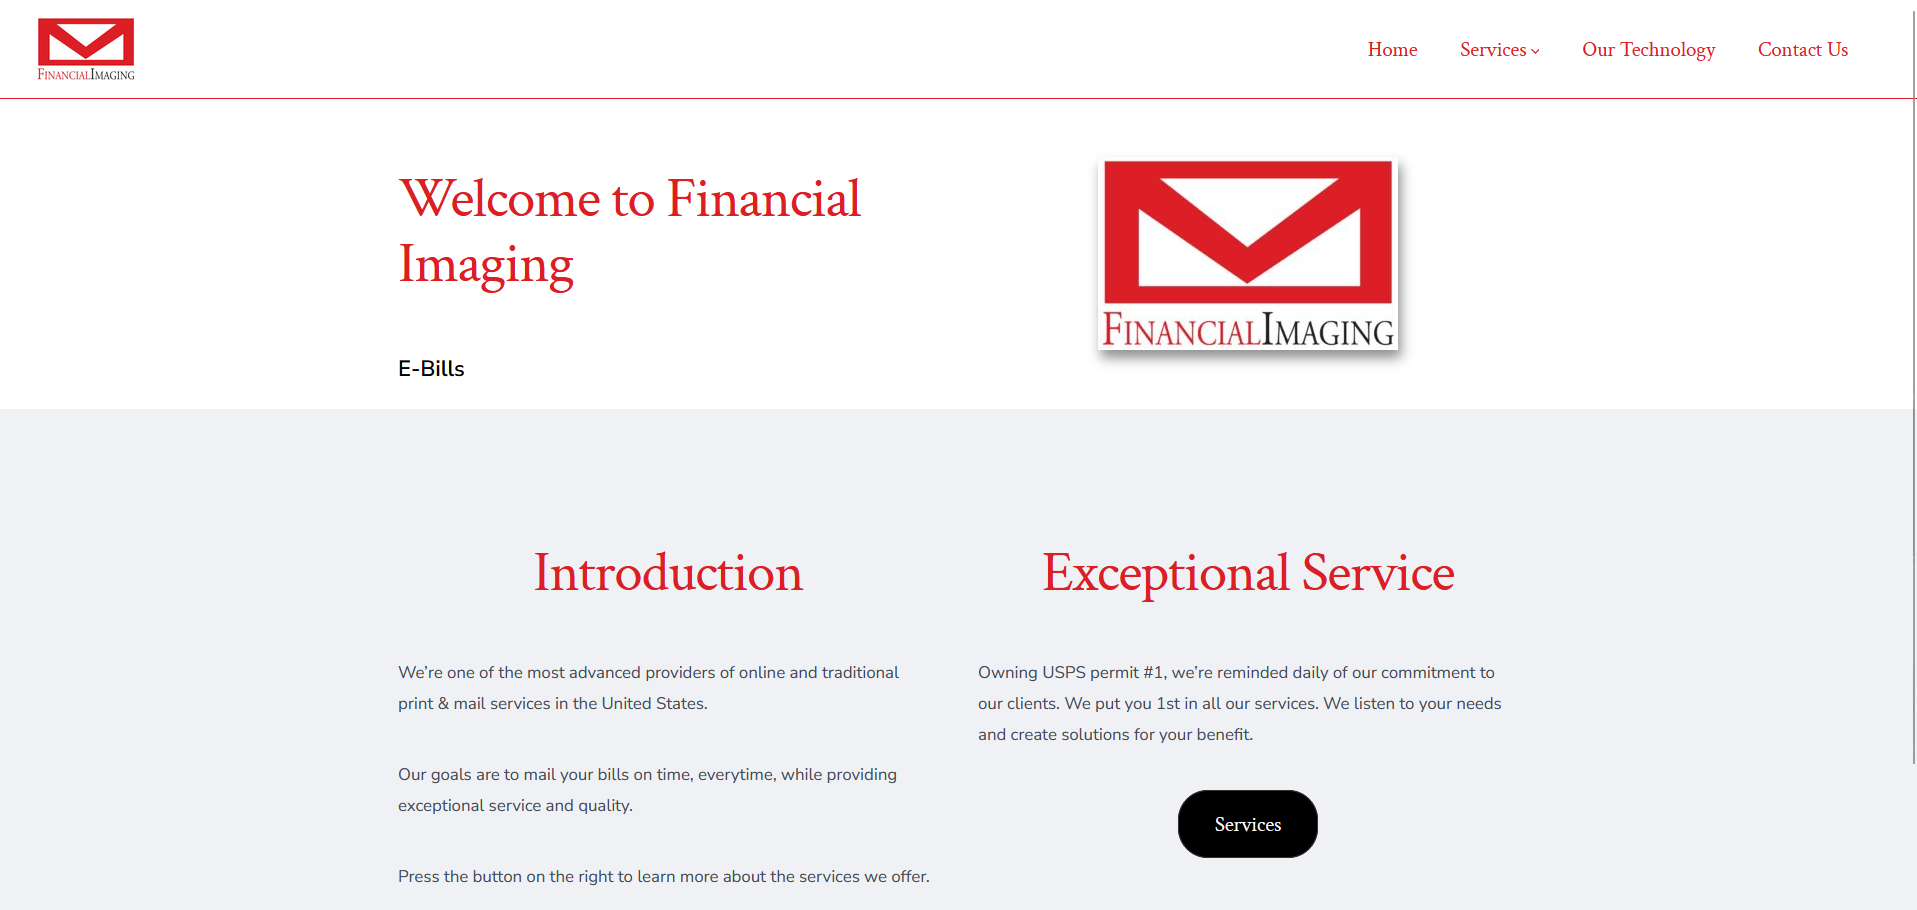 FINANCIALIMAGING
Home
Services
Our Technology
Contact Us
Welcome to Financial
Imaging
E-Bills
FINANCIALIMAGING
Introduction
We’re one of the most advanced providers of online and traditional
print & mail services in the United States.
Our goals are to mail your bills on time, everytime, while providing
exceptional service and quality.
Press the button on the right to learn more about the services we offer.
Exceptional Service
Owning USPS permit #1, we’re reminded daily of our commitment to
our clients. We put you 1st in all our services. We listen to your needs
and create solutions for your benefit.
Services